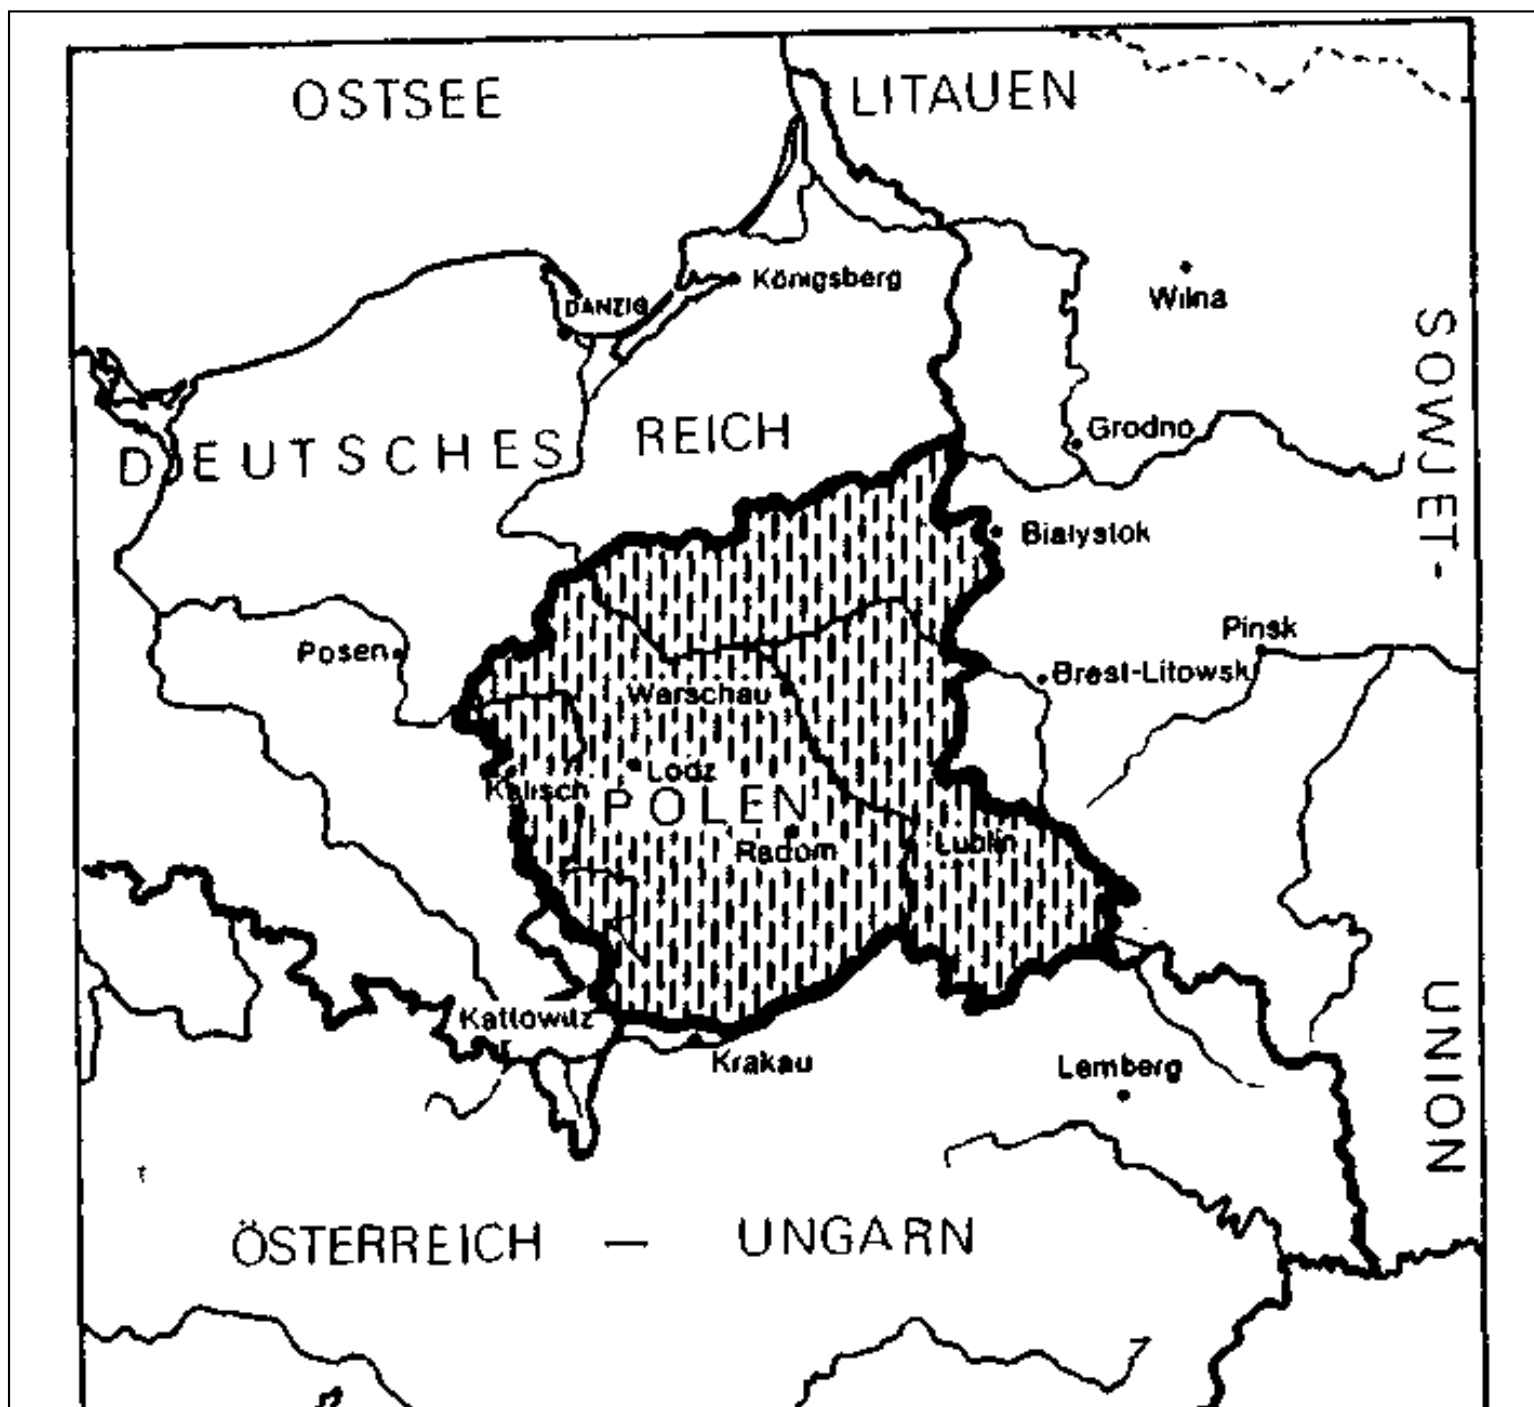 OSTSEE
LITAUEN
Königsberg
DANZIG
Wilna
SOWJET-
DEUTSCHES REICH
Grodno
Bialystok
Pinsk
Posen
Brest-Litowsk
Warschau
Lodz
Kalisch
POLEN
Radom
Lublin
Kattowitz
Krakau
Lemberg
UNION
ÖSTERREICH — UNGARN